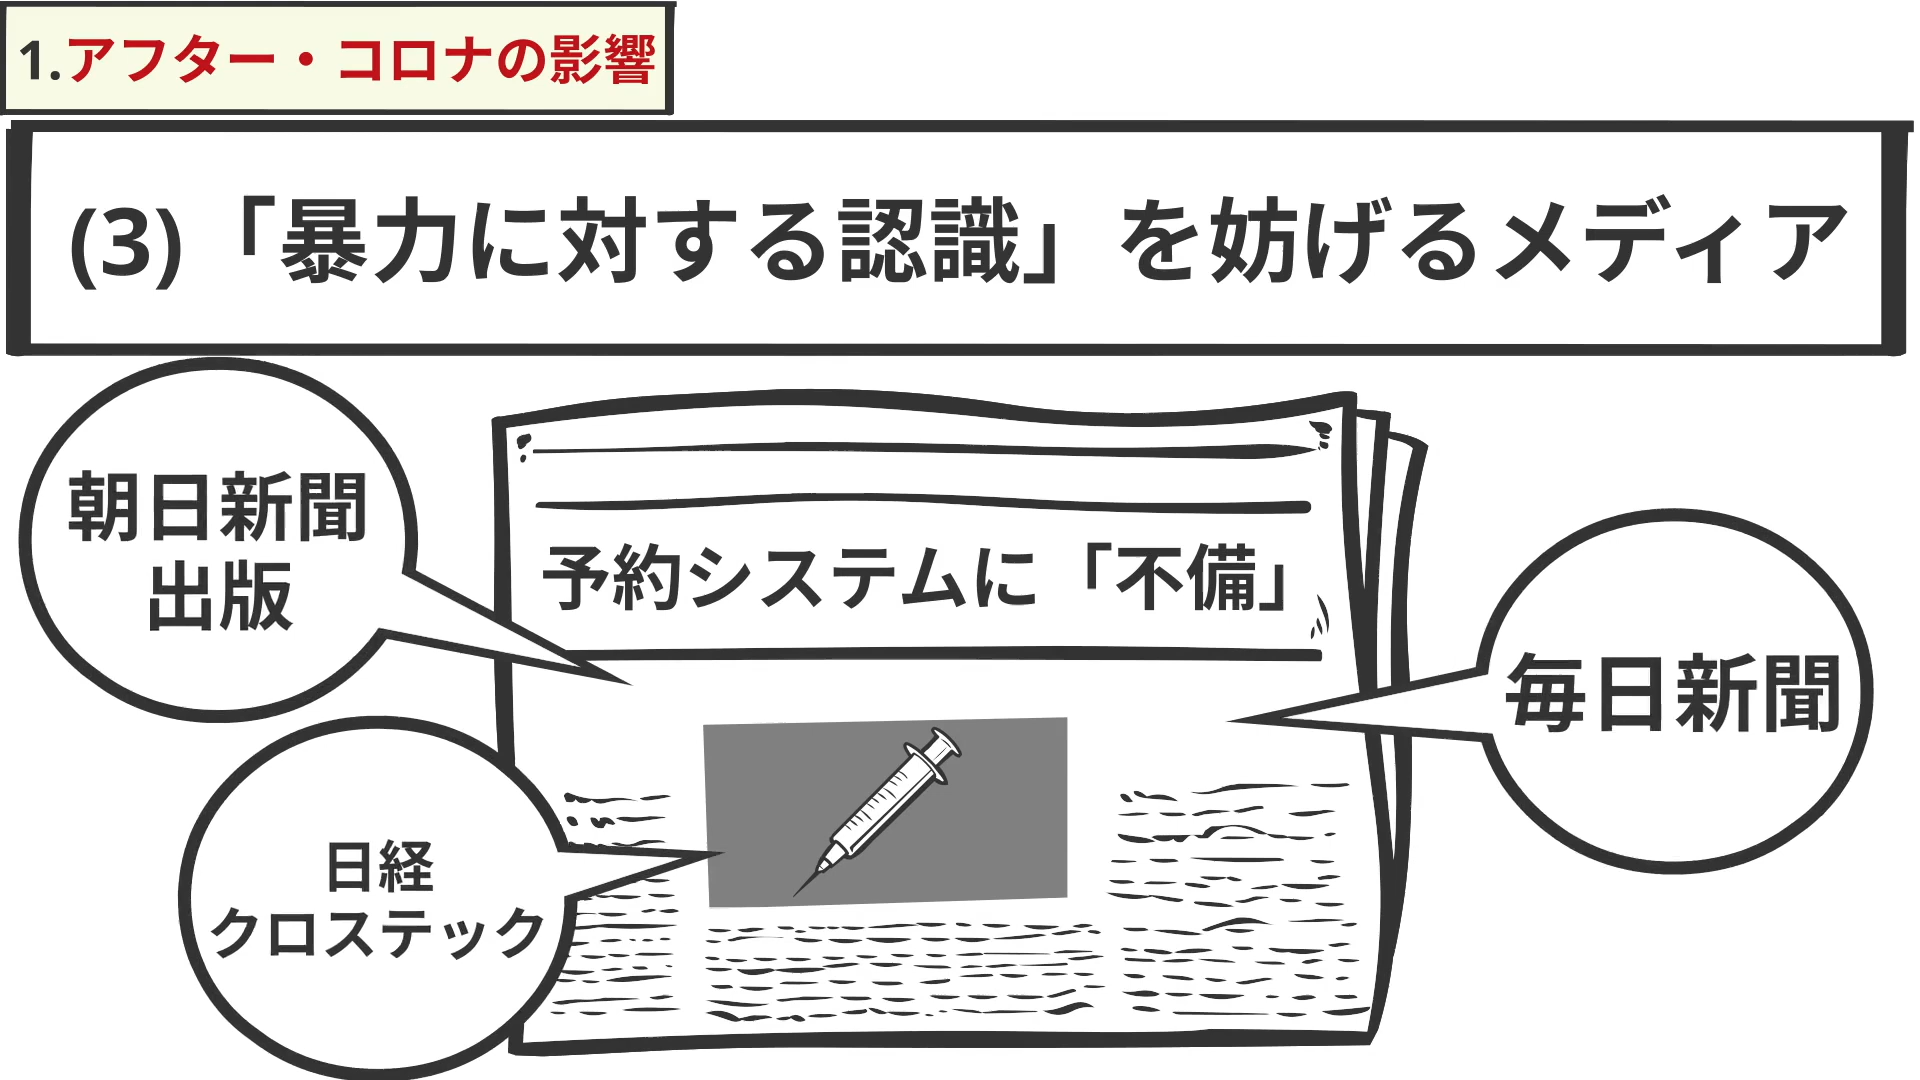 1.アフター・コロナの影響
(3)「暴力に対する認識」を妨げるメディア
朝日新聞
出版
予約システムに「不備」
毎日新聞
日経
クロステック